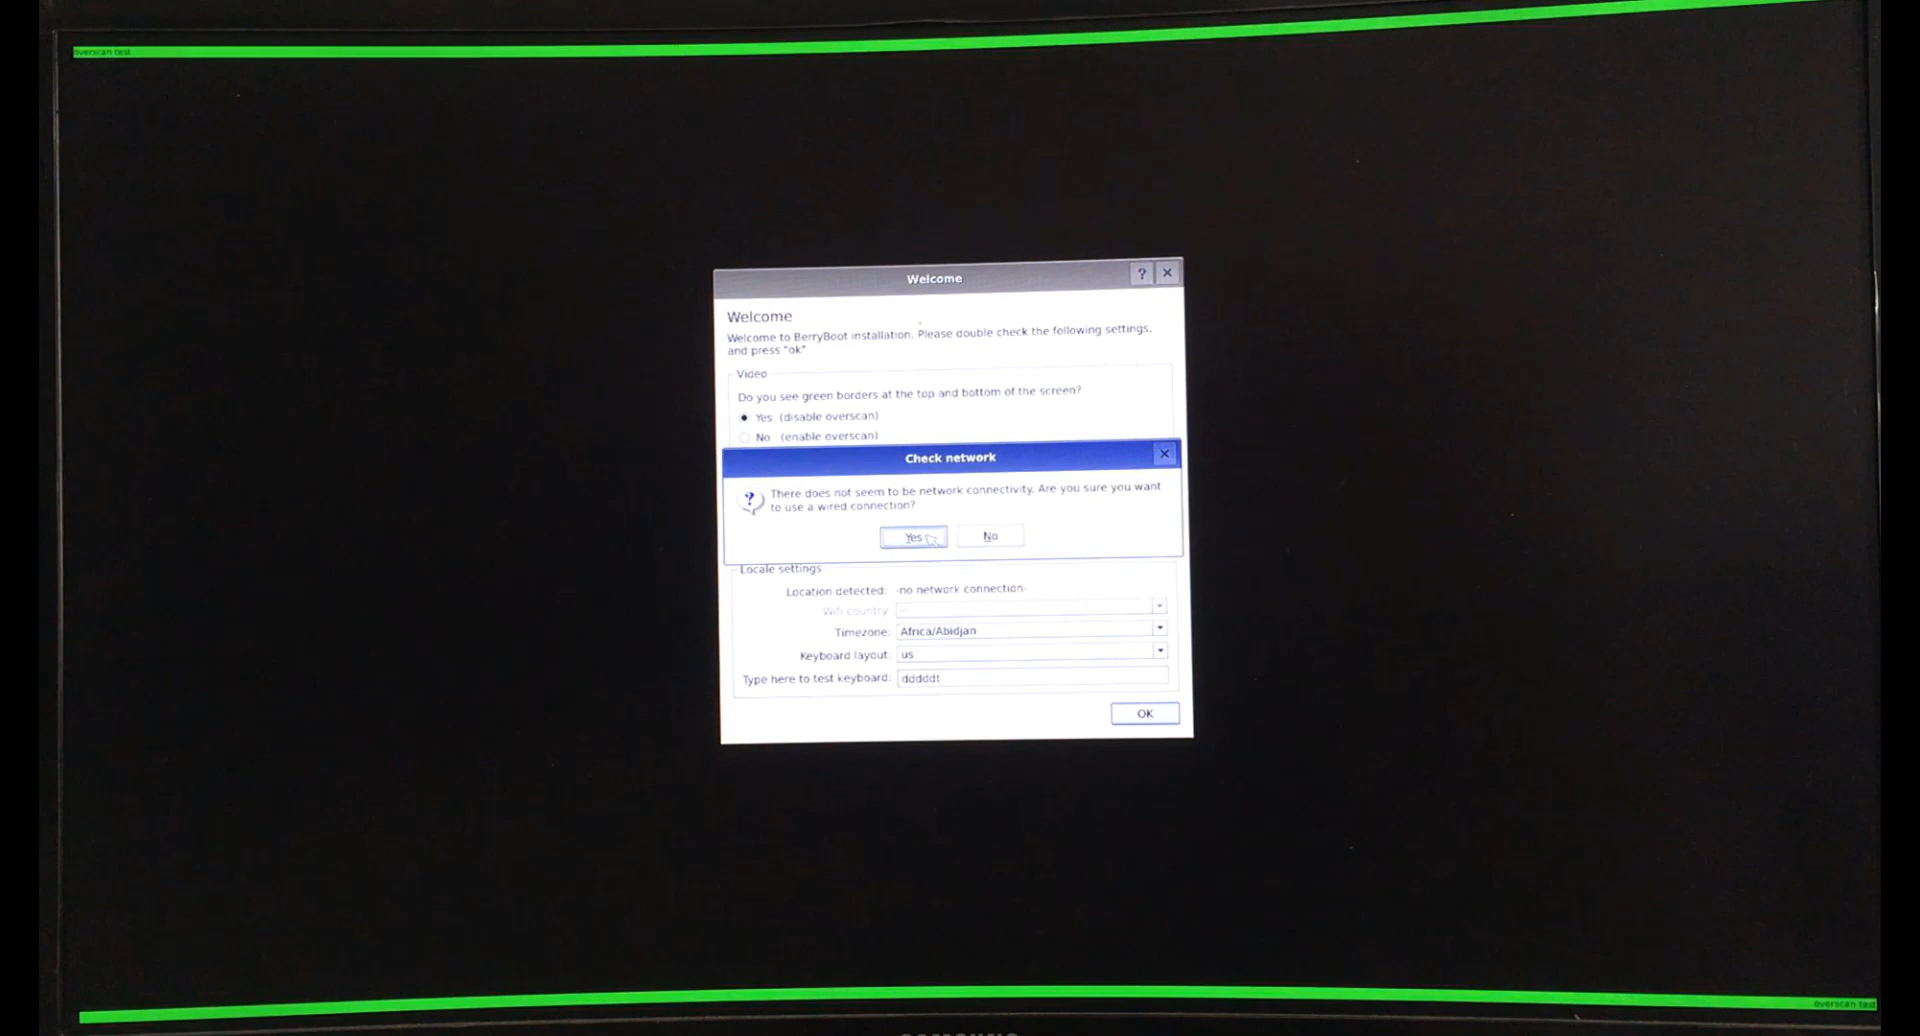 overscan test
Welcome
?
Welcome
Welcome to BerryBoot installation. Please double check the following settings,
and press "ok"
Video
Do you see green borders at the top and bottom of the screen?
Yes (disable overscan)
No (enable overscan)
Check network
?
There does not seem to be network connectivity. Are you sure you want
to use a wired connection?
Yes
No
Locale settings
Location detected: -no network connection-
Wifi country: --
Timezone: Africa/Abidjan
Keyboard layout: us
Type here to test keyboard: dddddt
OK
overscan test
SAMSUNG